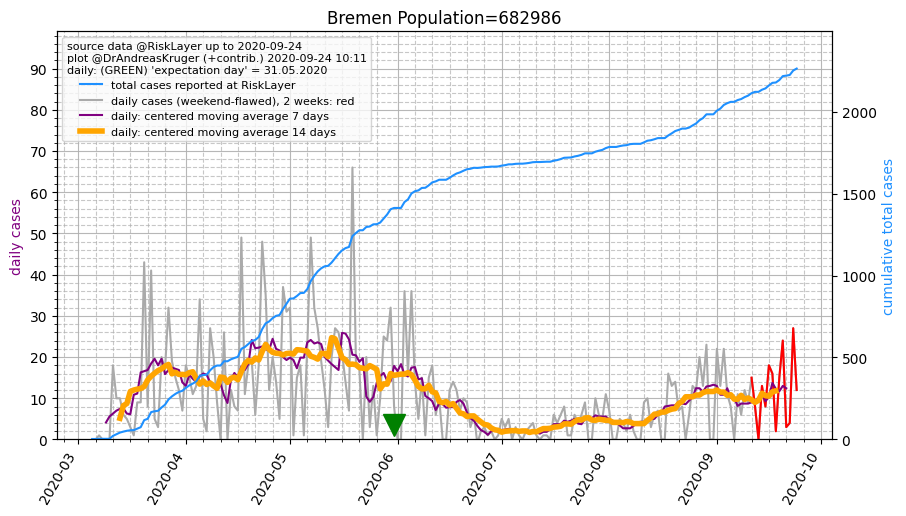 Bremen Population=682986
source data @RiskLayer up to 2020-09-24
plot @DrAndreasKruger (+contrib.) 2020-09-24 10:11
daily: (GREEN) 'expectation day' = 31.05.2020
total cases reported at RiskLayer
daily cases (weekend-flawed), 2 weeks: red
daily: centered moving average 7 days
daily: centered moving average 14 days
daily cases
90
80
70
60
50
40
30
20
10
0
cumulative total cases
2000
1500
1000
500
0
2020-03
2020-04
2020-05
2020-06
2020-07
2020-08
2020-09
2020-10